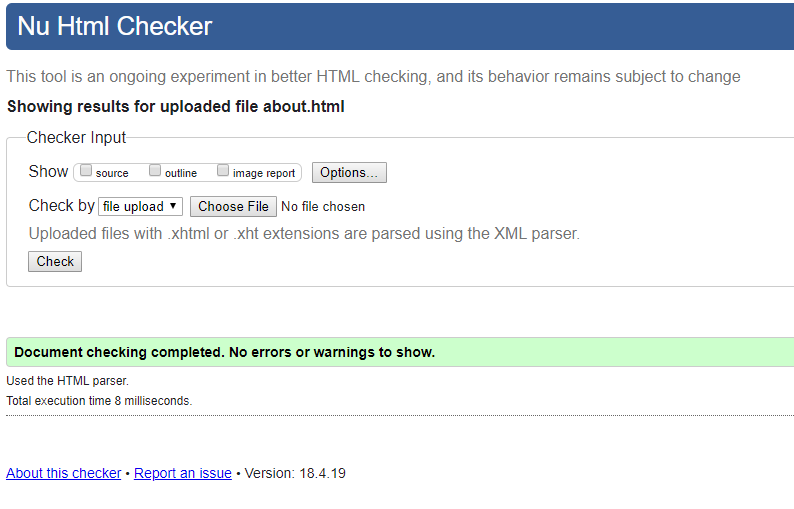 Nu Html Checker
This tool is an ongoing experiment in better HTML checking, and its behavior remains subject to change
Showing results for uploaded file about.html
Checker Input
Show source outline image report Options...
Check by file upload ▼ Choose File No file chosen
Uploaded files with .xhtml or .xht extensions are parsed using the XML parser.
Check
Document checking completed. No errors or warnings to show.
Used the HTML parser.
Total execution time 8 milliseconds.
About this checker • Report an issue • Version: 18.4.19